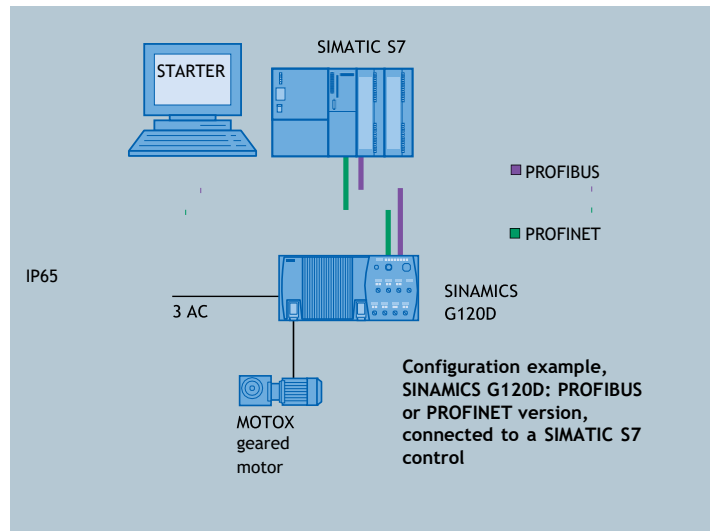 SIMATIC S7
STARTER
PROFIBUS
PROFINET
IP65
3 AC
SINAMICS
G120D
MOTOX
geared
motor
Configuration example,
SINAMICS G120D: PROFIBUS
or PROFINET version,
connected to a SIMATIC S7
control